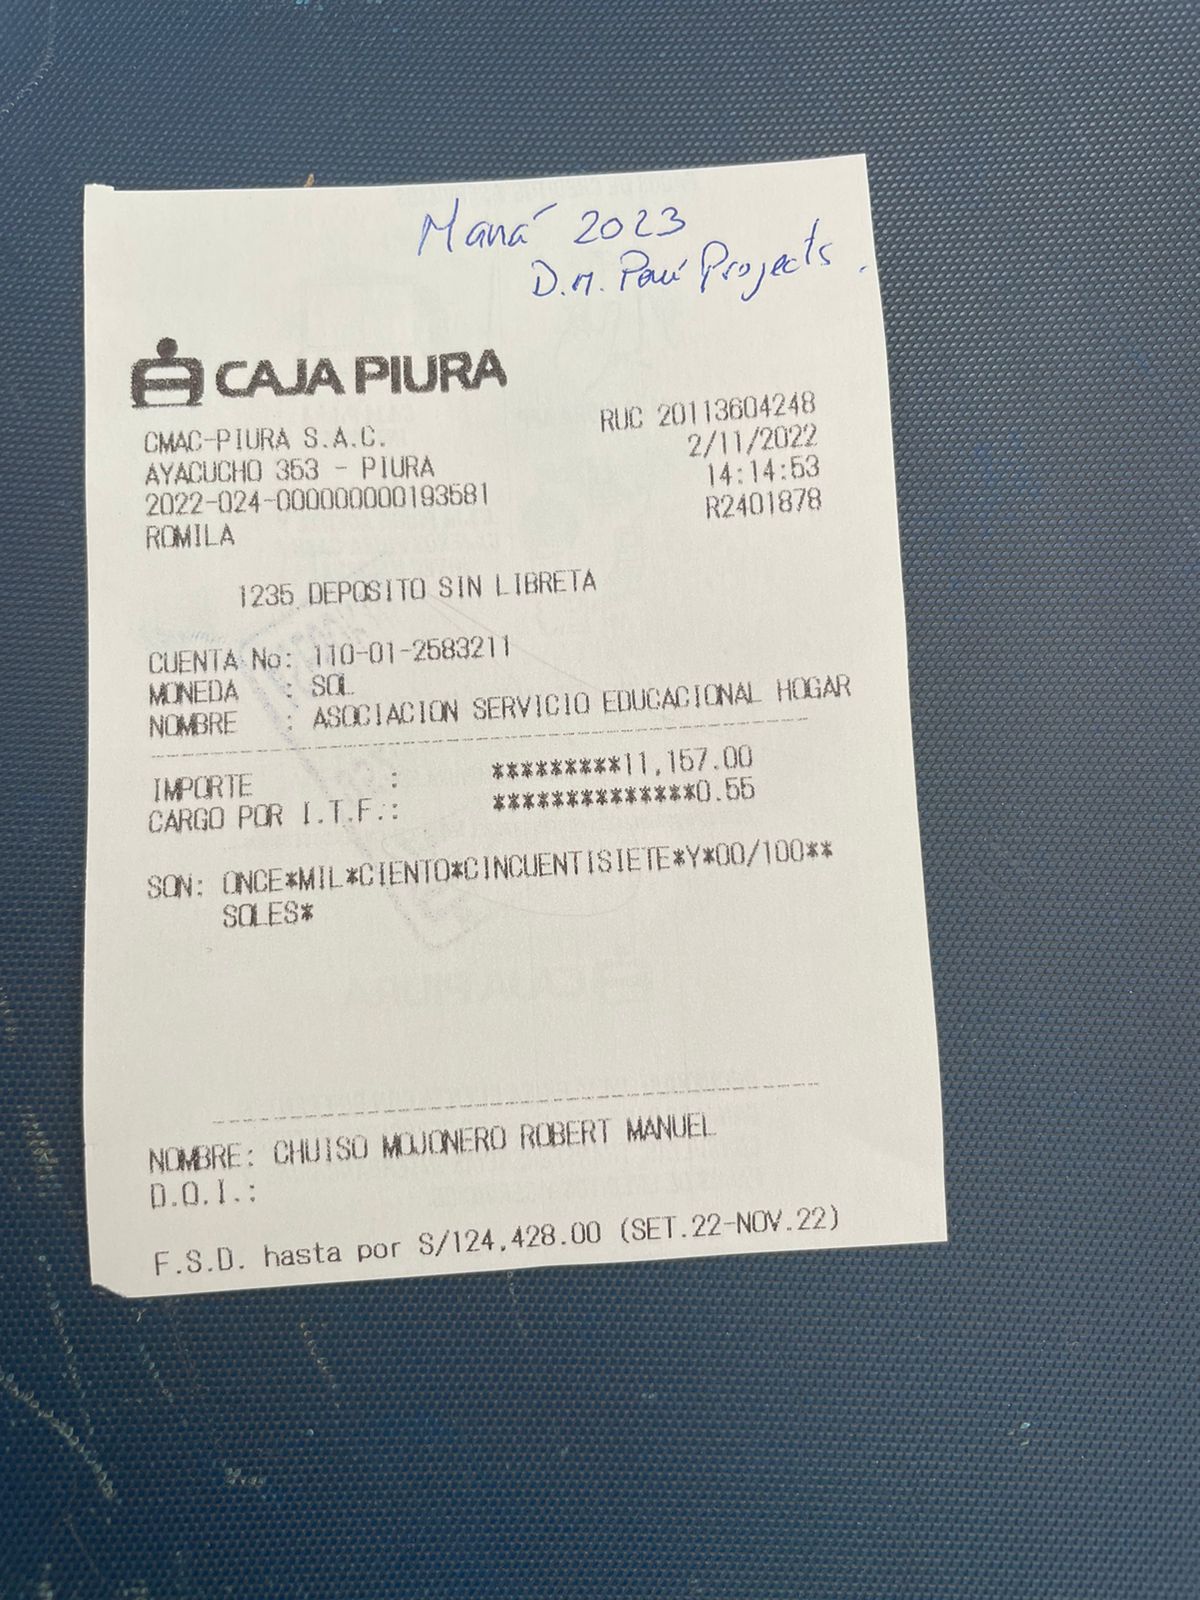 Maná 2023
D.M. Perú Projects.
CAJA PIURA
CMAC-PIURA S.A.C. RUC 20113604248
AYACUCHO 353 - PIURA 2/11/2022
2022-024-000000000193581 14:14:53
ROMILA R2401878
1235 DEPOSITO SIN LIBRETA
CUENTA No: 110-01-2583211
MONEDA : SOL
NOMBRE : ASOCIACION SERVICIO EDUCACIONAL HOGAR
IMPORTE : *********11,157.00
CARGO POR I.T.F.: **************0.55
SON: ONCE*MIL*CIENTO*CINCUENTISIETE*Y*00/100**
SOLES*
NOMBRE: CHUISO MOJONERO ROBERT MANUEL
D.O.I.:
F.S.D. hasta por S/124,428.00 (SET.22-NOV.22)